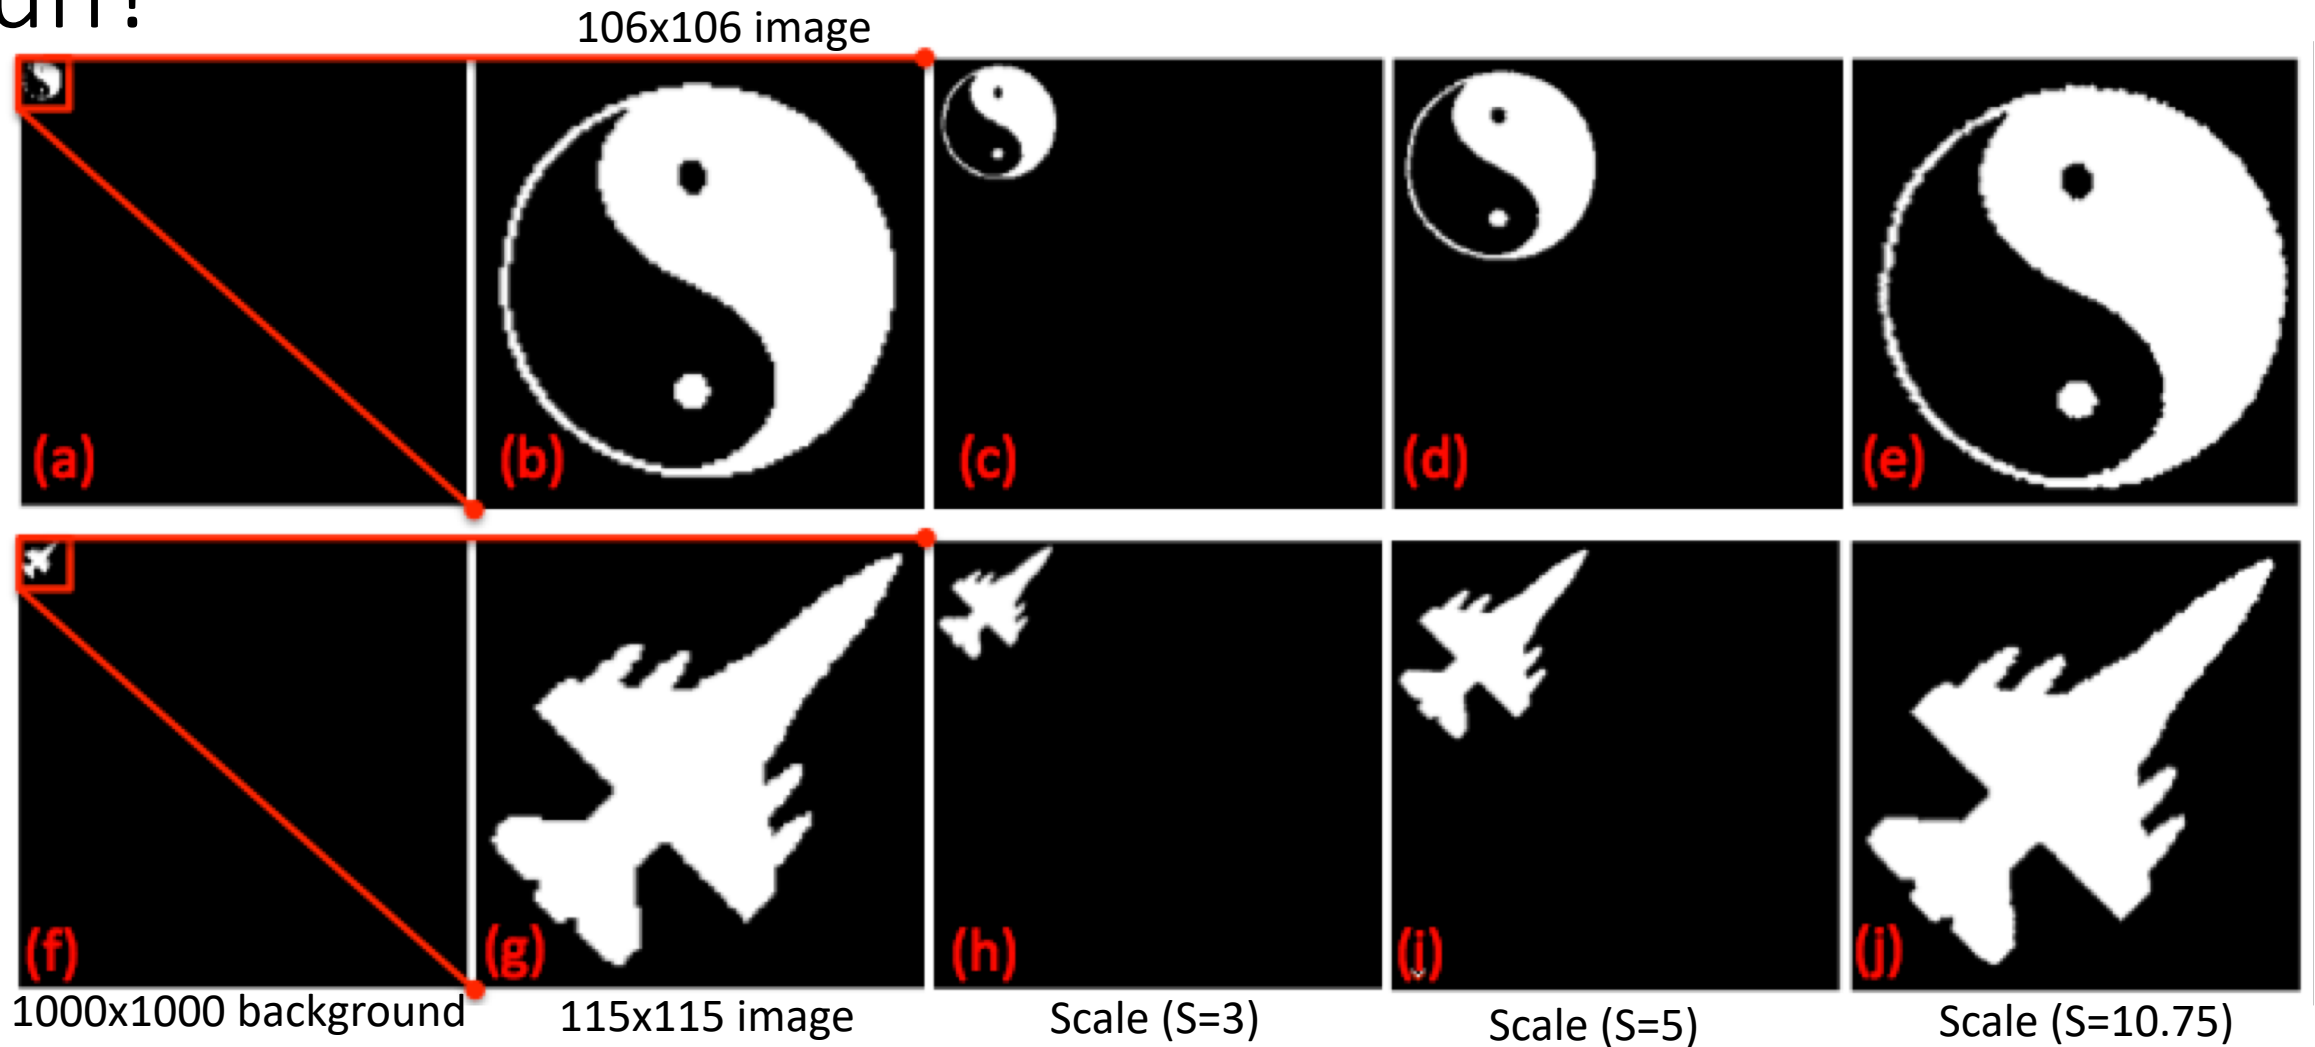 106x106 image
(a)
(b)
(c)
(d)
(e)
(f)
(g)
(h)
(i)
(j)
1000x1000 background
115x115 image
Scale (S=3)
Scale (S=5)
Scale (S=10.75)